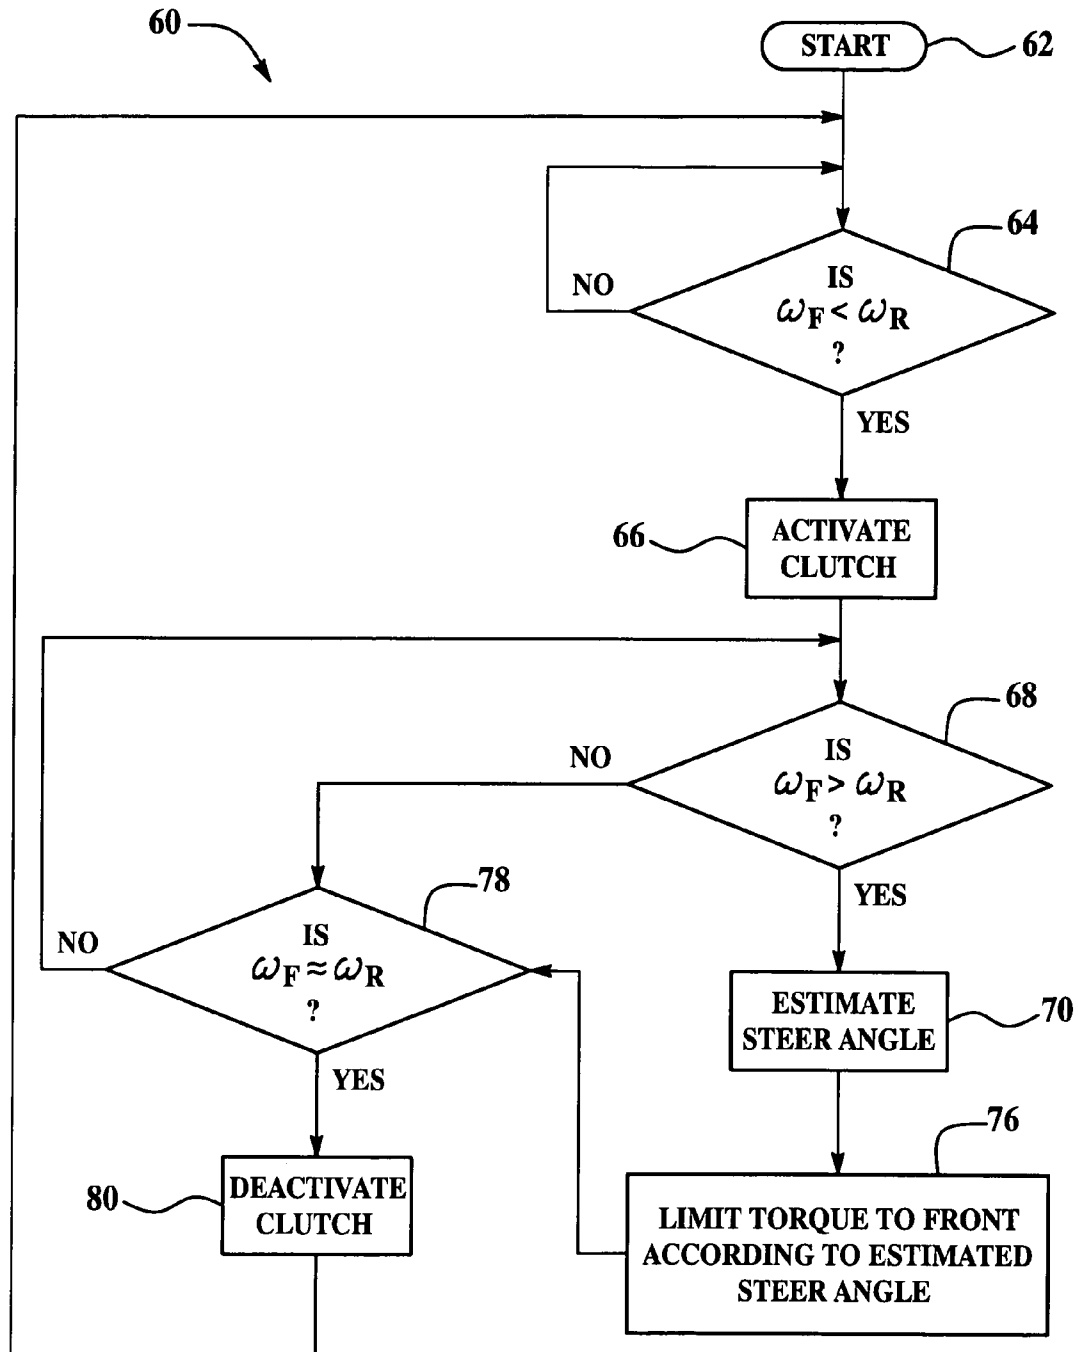 60
START
62
64
IS
ωF < ωR
?
NO
YES
66
ACTIVATE
CLUTCH
68
IS
ωF > ωR
?
NO
YES
78
IS
ωF ≈ ωR
?
NO
YES
ESTIMATE
STEER ANGLE
70
76
80
DEACTIVATE
CLUTCH
LIMIT TORQUE TO FRONT
ACCORDING TO ESTIMATED
STEER ANGLE